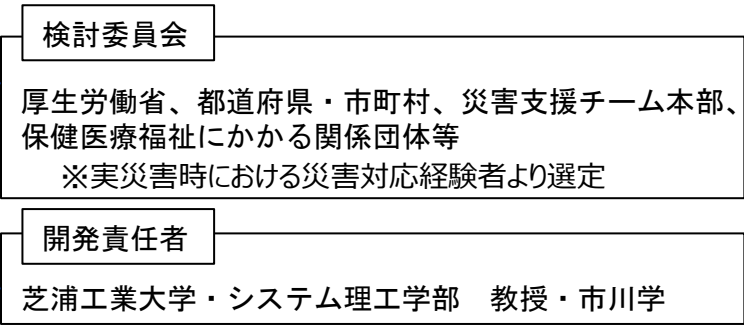 検討委員会
厚生労働省、都道府県・市町村、災害支援チーム本部、
保健医療福祉にかかる関係団体等
※実災害時における災害対応経験者より選定
開発責任者
芝浦工業大学・システム理工学部　教授・市川学